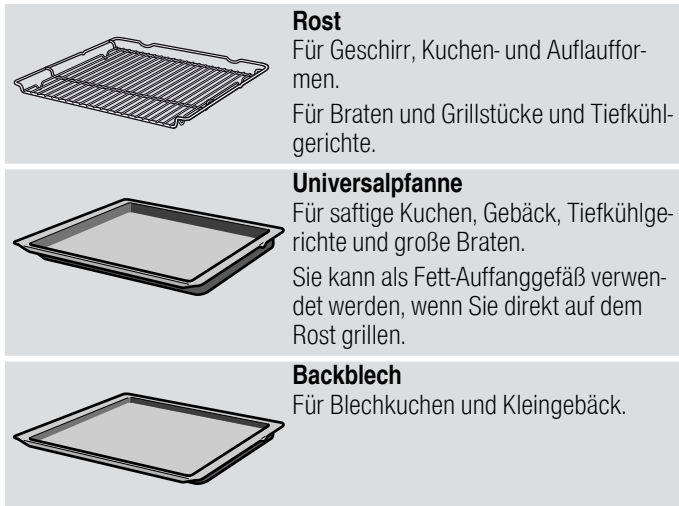 Rost
Für Geschirr, Kuchen- und Auflauffor-
men.
Für Braten und Grillstücke und Tiefkühl-
gerichte.
Universalpfanne
Für saftige Kuchen, Gebäck, Tiefkühlge-
richte und große Braten.
Sie kann als Fett-Auffanggefäß verwen-
det werden, wenn Sie direkt auf dem
Rost grillen.
Backblech
Für Blechkuchen und Kleingebäck.